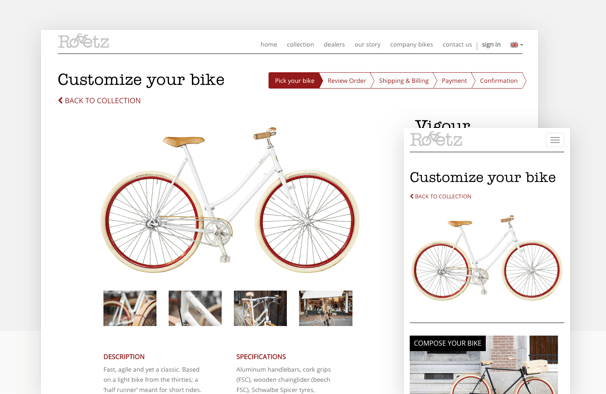 Roetz
home collection dealers our story company bikes contact us sign in
Customize your bike
Pick your bike Review Order Shipping & Billing Payment Confirmation
BACK TO COLLECTION
Vigour
DESCRIPTION
Fast, agile and yet a classic. Based
on a light bike from the thirties; a
'half runner' meant for short rides.
SPECIFICATIONS
Aluminum handlebars, cork grips
(FSC), wooden chainglider (beech
FSC), Schwalbe Spicer tyres,
Roetz
Customize your bike
BACK TO COLLECTION
COMPOSE YOUR BIKE